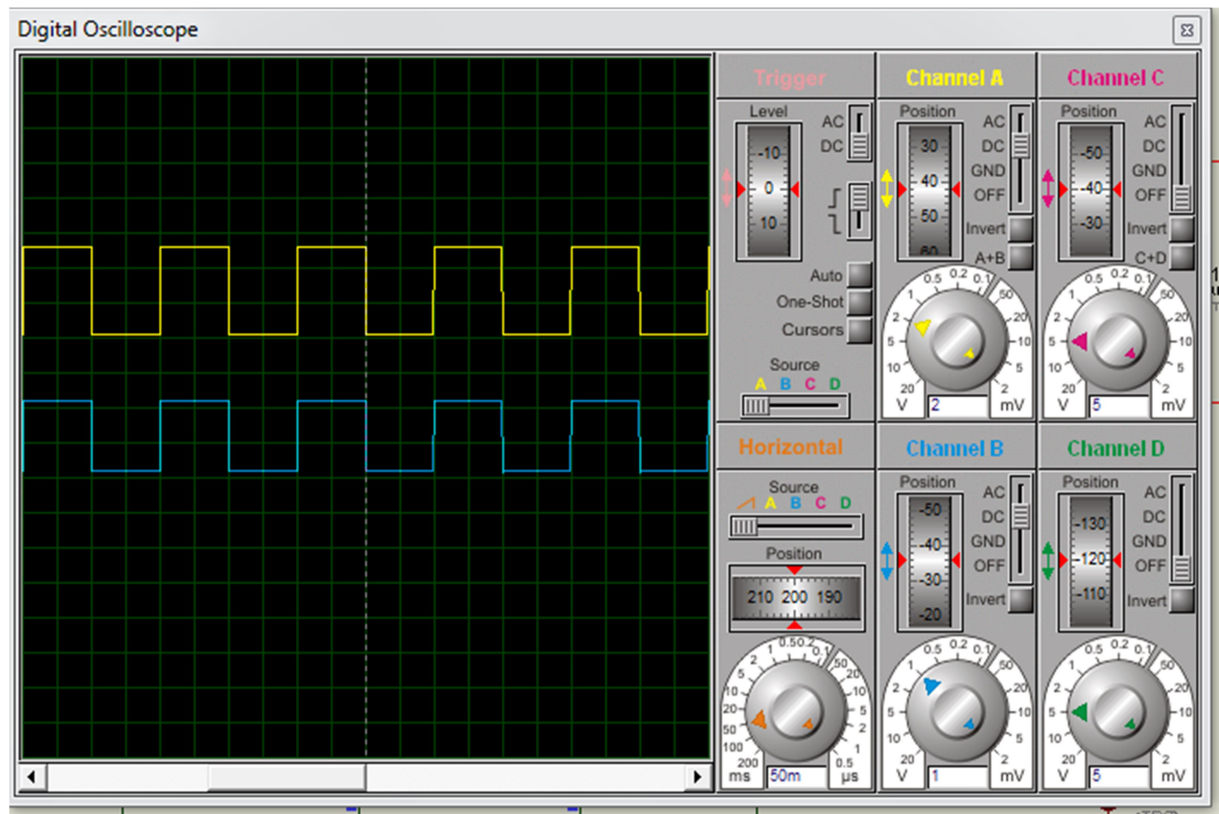 Digital Oscilloscope
Trigger
Level
AC
DC
-10
0
10
Auto
One-Shot
Cursors
Source
A B C D
Channel A
Position
AC
DC
GND
OFF
30
40
50
60
Invert
A+B
20 10 5 2 1 0.5 0.2 0.1 50 20 10 5 2
V 2 mV
Channel C
Position
AC
DC
GND
OFF
-50
-40
-30
Invert
C+D
20 10 5 2 1 0.5 0.2 0.1 50 20 10 5 2
V 5 mV
Horizontal
Source
A B C D
Position
210 200 190
200 100 50 20 10 5 2 1 0.5 0.2 0.1 50 20 10 5 2 1 0.5
ms 50m µs
Channel B
Position
AC
DC
GND
OFF
-50
-40
-30
-20
Invert
20 10 5 2 1 0.5 0.2 0.1 50 20 10 5 2
V 1 mV
Channel D
Position
AC
DC
GND
OFF
-130
-120
-110
Invert
20 10 5 2 1 0.5 0.2 0.1 50 20 10 5 2
V 5 mV